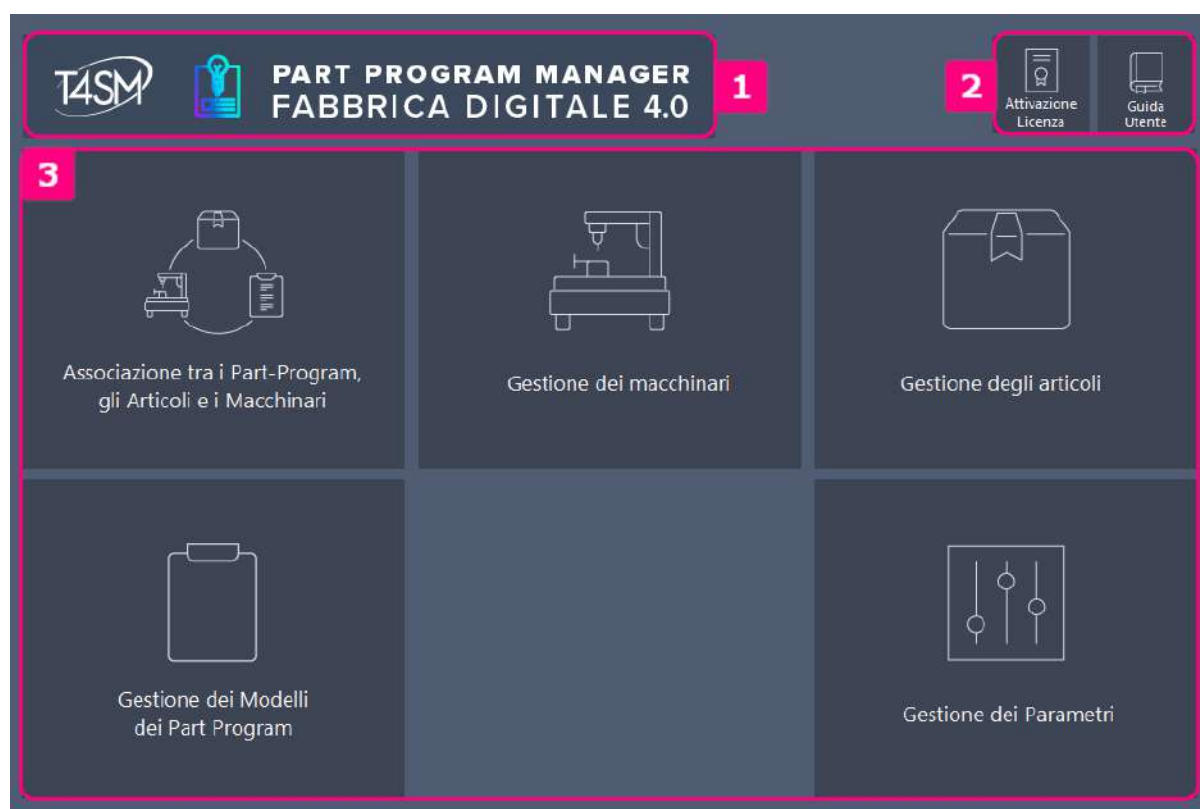 T4SM
PART PROGRAM MANAGER
FABBRICA DIGITALE 4.0
1
2
Attivazione
Licenza
Guida
Utente
3
Associazione tra i Part-Program,
gli Articoli e i Macchinari
Gestione dei macchinari
Gestione degli articoli
Gestione dei Modelli
dei Part Program
Gestione dei Parametri